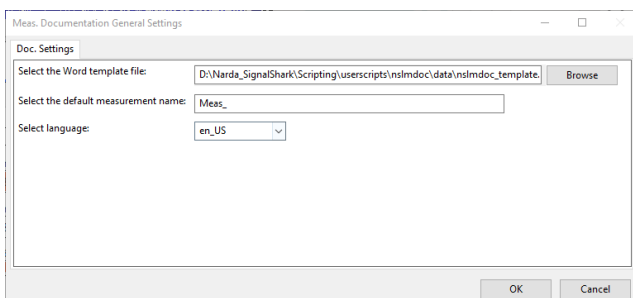 Meas. Documentation General Settings
Doc. Settings
Select the Word template file: D:\Narda_SignalShark\Scripting\userscripts\nslmdoc\data\nslmdoc_template. Browse
Select the default measurement name: Meas_
Select language: en_US
OK Cancel